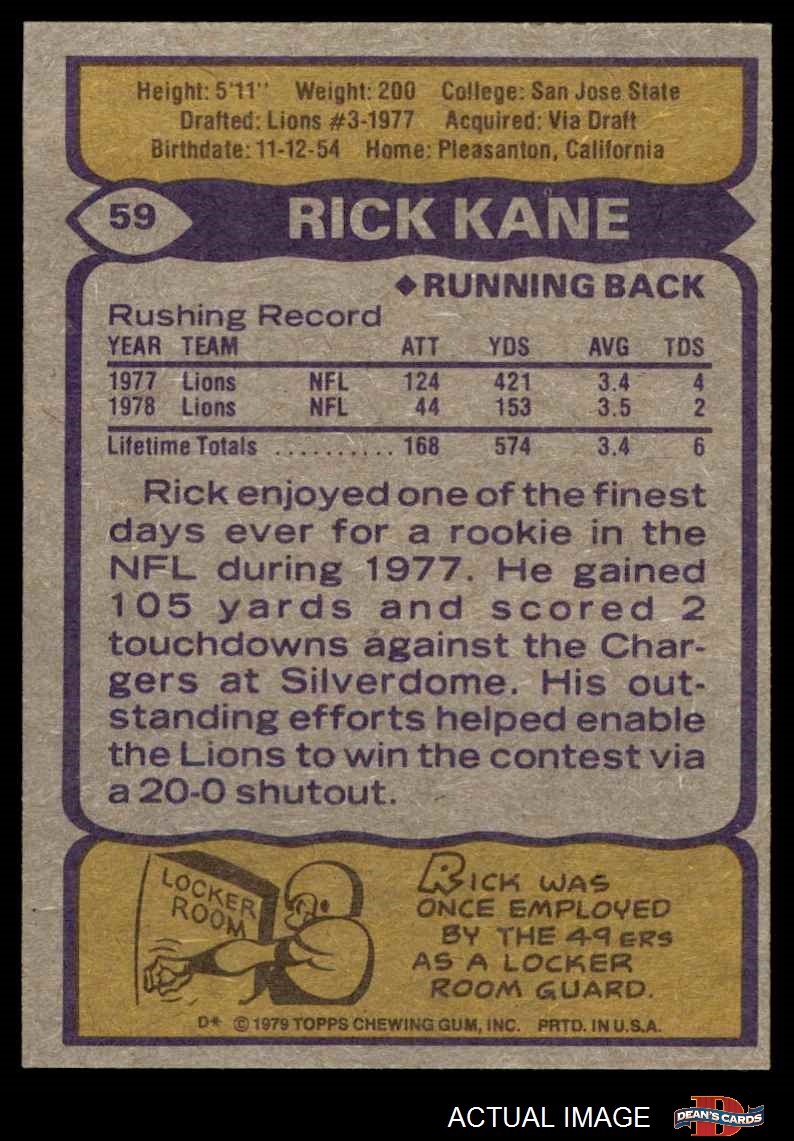 Height: 5'11'' Weight: 200 College: San Jose State
Drafted: Lions #3-1977 Acquired: Via Draft
Birthdate: 11-12-54 Home: Pleasanton, California
59 RICK KANE
◆RUNNING BACK
Rushing Record
YEAR TEAM ATT YDS AVG TDS
1977 Lions NFL 124 421 3.4 4
1978 Lions NFL 44 153 3.5 2
Lifetime Totals .......... 168 574 3.4 6
Rick enjoyed one of the finest
days ever for a rookie in the
NFL during 1977. He gained
105 yards and scored 2
touchdowns against the Char-
gers at Silverdome. His out-
standing efforts helped enable
the Lions to win the contest via
a 20-0 shutout.
LOCKER
ROOM
RICK WAS
ONCE EMPLOYED
BY THE 49ERS
AS A LOCKER
ROOM GUARD.
D* © 1979 TOPPS CHEWING GUM, INC. PRTD. IN U.S.A.
ACTUAL IMAGE
D
DEAN'S CARDS